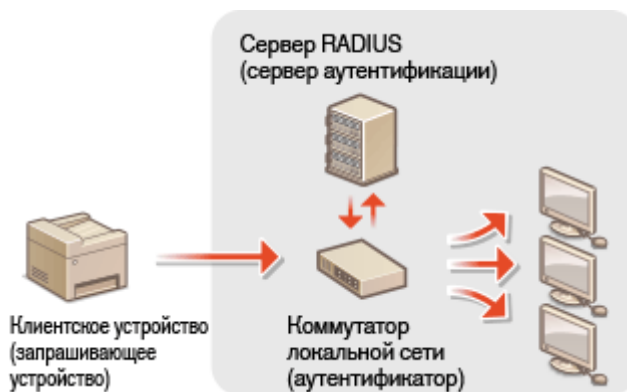 Сервер RADIUS
(сервер аутентификации)
Клиентское устройство
(запрашивающее
устройство)
Коммутатор
локальной сети
(аутентификатор)